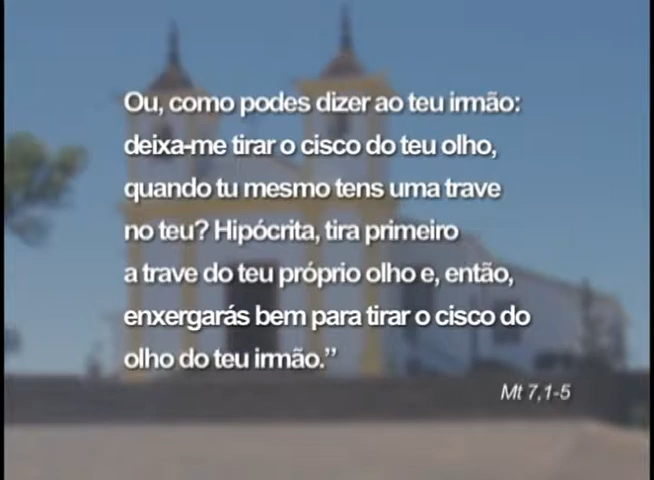 Ou, como podes dizer ao teu irmão:
deixa-me tirar o cisco do teu olho,
quando tu mesmo tens uma trave
no teu? Hipócrita, tira primeiro
a trave do teu próprio olho e, então,
enxergarás bem para tirar o cisco do
olho do teu irmão.”
Mt 7,1-5